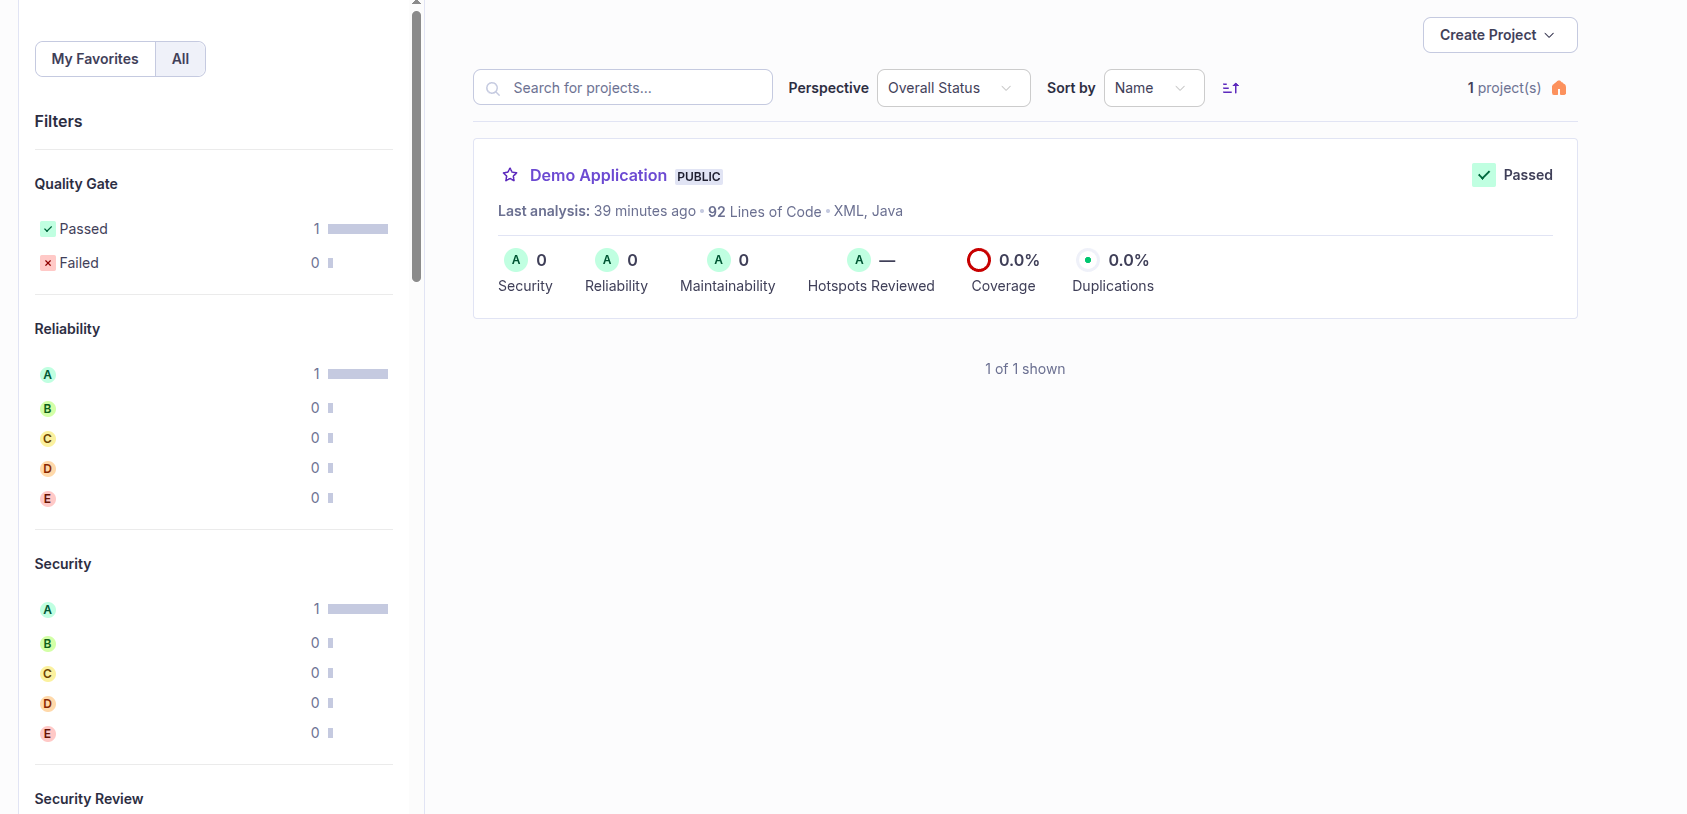 My Favorites All
Filters
Quality Gate
Passed 1
Failed 0
Reliability
A 1
B 0
C 0
D 0
E 0
Security
A 1
B 0
C 0
D 0
E 0
Security Review
Create Project
Search for projects... Perspective Overall Status Sort by Name 1 project(s)
Demo Application PUBLIC Passed
Last analysis: 39 minutes ago • 92 Lines of Code • XML, Java
A 0 A 0 A 0 A — 0.0% 0.0%
Security Reliability Maintainability Hotspots Reviewed Coverage Duplications
1 of 1 shown